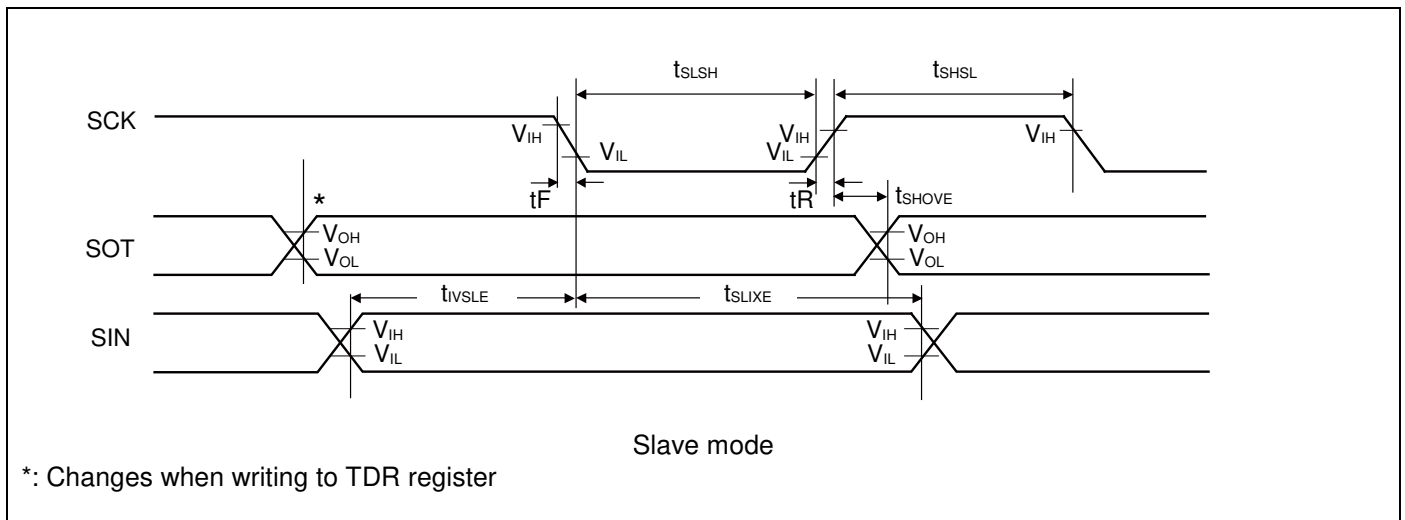 tSLSH tSHSL
SCK VIH VIL VIH VIL VIH
tF tR tSHOVE
*
SOT VOH VOL VOH VOL
tIVSLE tSLIXE
SIN VIH VIL VIH VIL
Slave mode
*: Changes when writing to TDR register